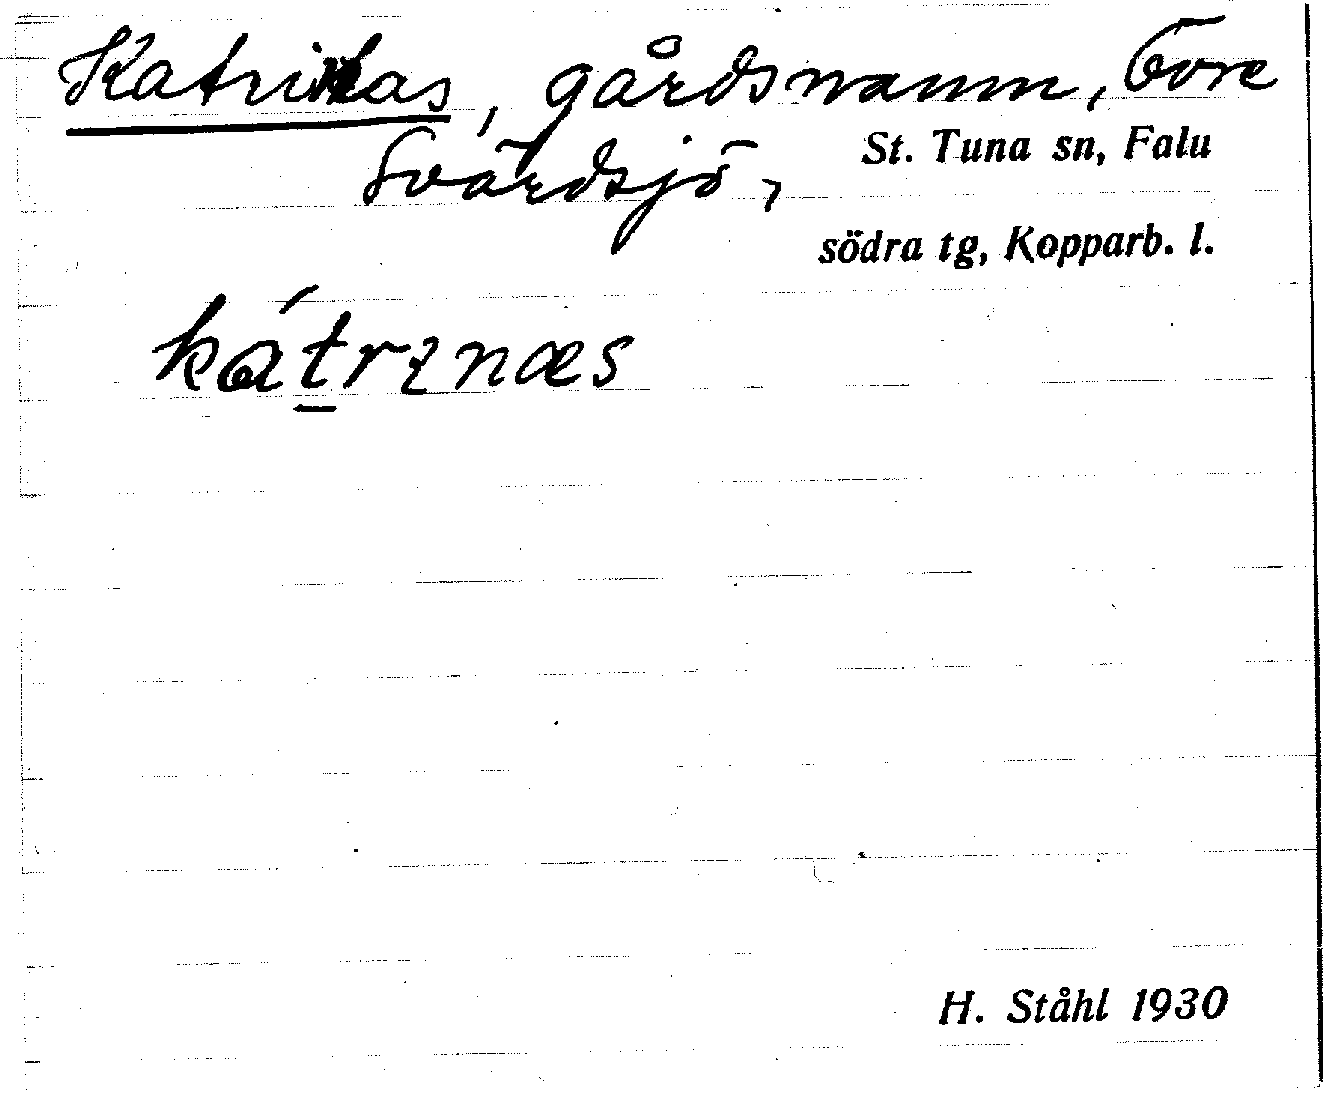 Katrinas, gårdsnamn, Övre
Svärdsjö,
St. Tuna sn, Falu
södra tg, Kopparb. l.
kátrɩnæs
H. Ståhl 1930